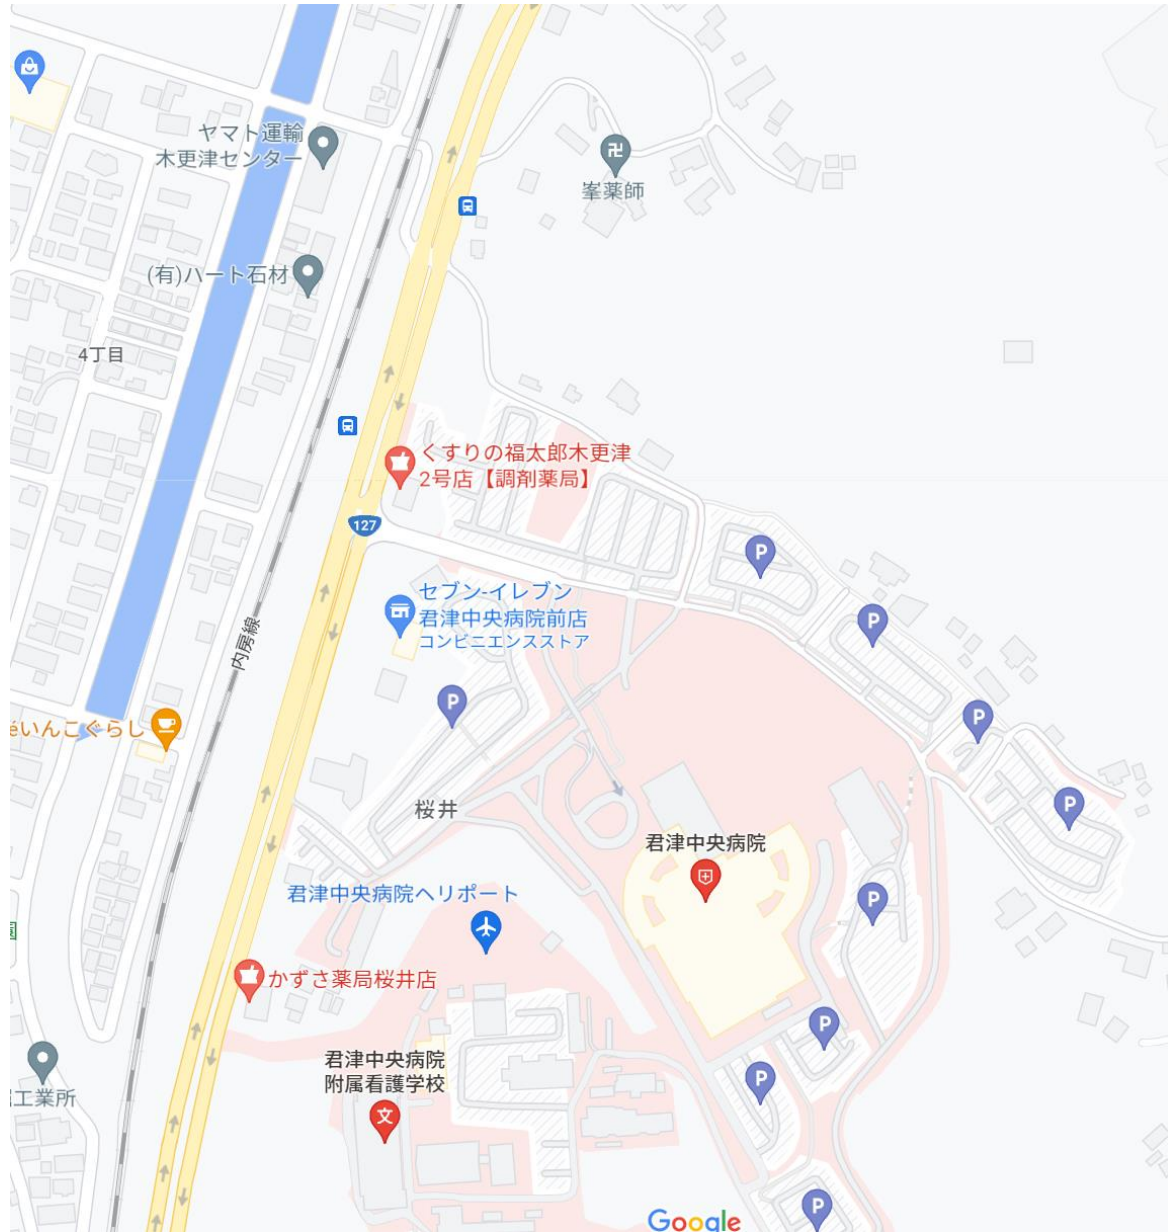 ヤマト運輸
木更津センター
卍
峯薬師
(有)ハート石材
4丁目
くすりの福太郎木更津
2号店【調剤薬局】
127
P
セブン-イレブン
君津中央病院前店
コンビニエンスストア
P
内房線
P
いんこぐらし
P
P
桜井
君津中央病院
君津中央病院ヘリポート
P
かずさ薬局桜井店
P
君津中央病院
附属看護学校
P
工業所
文
P
Google